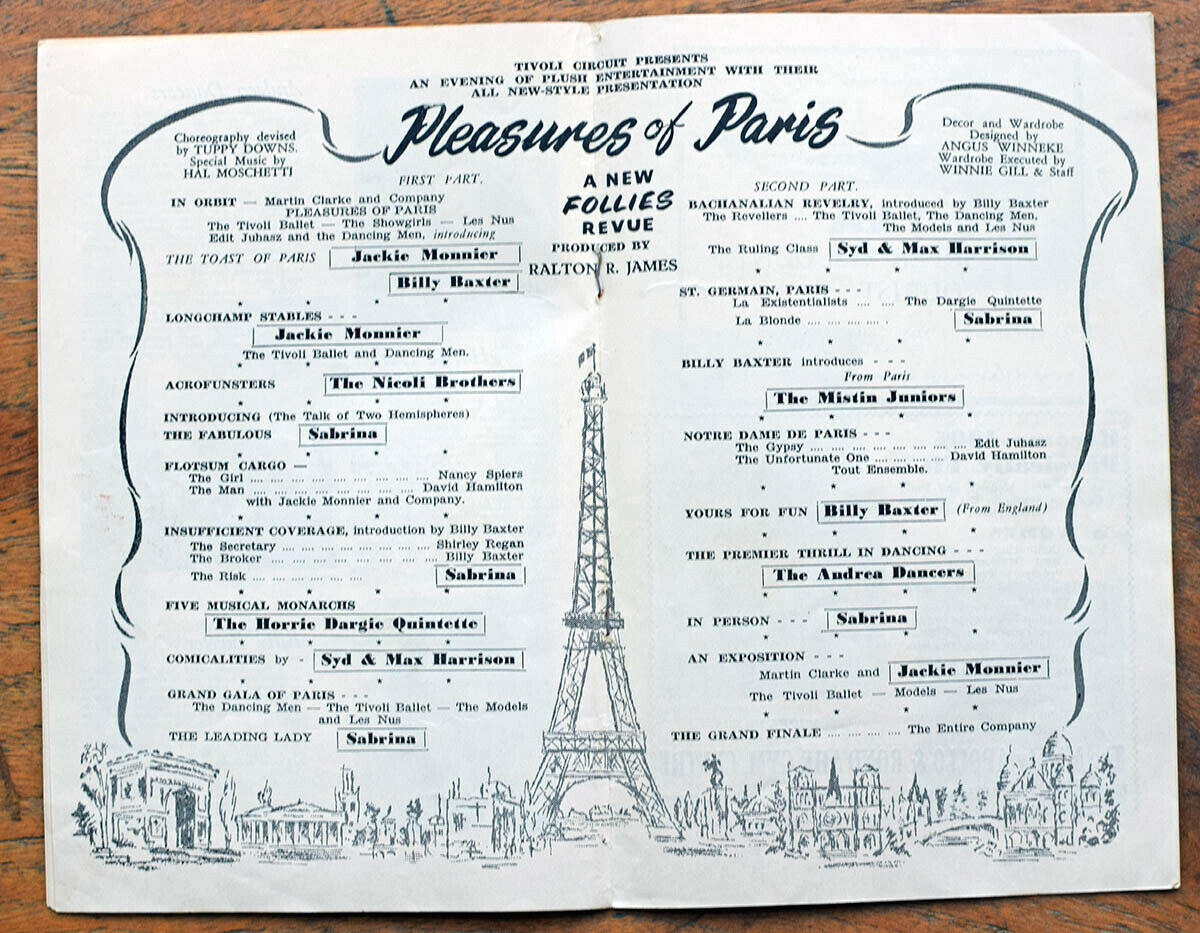 TIVOLI CIRCUIT PRESENTS
AN EVENING OF PLUSH ENTERTAINMENT WITH THEIR
ALL NEW-STYLE PRESENTATION
Pleasures of Paris
Choreography devised
by TUPPY DOWNS.
Special Music by
HAL MOSCHETTI
Decor and Wardrobe
Designed by
ANGUS WINNEKE
Wardrobe Executed by
WINNIE GILL & Staff
A NEW
FOLLIES
REVUE
PRODUCED BY
RALTON R. JAMES
FIRST PART.
IN ORBIT — Martin Clarke and Company
PLEASURES OF PARIS
The Tivoli Ballet — The Showgirls — Les Nus
Edit Juhasz and the Dancing Men, introducing
THE TOAST OF PARIS Jackie Monnier
Billy Baxter
* * * *
LONGCHAMP STABLES - - -
Jackie Monnier
The Tivoli Ballet and Dancing Men.
* * * *
ACROFUNSTERS The Nicoli Brothers
* * * *
INTRODUCING (The Talk of Two Hemispheres)
THE FABULOUS Sabrina
* * * *
FLOTSUM CARGO —
The Girl .... .... .... .... .... .... .... .... Nancy Spiers
The Man .... .... .... .... .... .... .... David Hamilton
with Jackie Monnier and Company.
* * * *
INSUFFICIENT COVERAGE, introduction by Billy Baxter
The Secretary .... .... .... .... .... .... .... Shirley Regan
The Broker .... .... .... .... .... .... .... .... Billy Baxter
The Risk .... .... .... .... .... .... Sabrina
* * * *
FIVE MUSICAL MONARCHS
The Horrie Dargie Quintette
* * * *
COMICALITIES by - Syd & Max Harrison
* * * *
GRAND GALA OF PARIS - - -
The Dancing Men — The Tivoli Ballet — The Models
and Les Nus
THE LEADING LADY Sabrina
SECOND PART.
BACHANALIAN REVELRY, introduced by Billy Baxter
The Revellers .... The Tivoli Ballet, The Dancing Men,
The Models and Les Nus
The Ruling Class Syd & Max Harrison
* * * *
ST. GERMAIN, PARIS - - -
La Existentialists .... .... The Dargie Quintette
La Blonde .... .... .... .... . Sabrina
* * * *
BILLY BAXTER introduces - - -
From Paris
The Mistin Juniors
* * * *
NOTRE DAME DE PARIS - - -
The Gypsy .... .... .... .... .... .... .... Edit Juhasz
The Unfortunate One .... .... .... .... David Hamilton
Tout Ensemble.
* * * *
YOURS FOR FUN Billy Baxter (From England)
* * * *
THE PREMIER THRILL IN DANCING - - -
The Andrea Dancers
* * * *
IN PERSON - - - Sabrina
* * * *
AN EXPOSITION - - -
Martin Clarke and Jackie Monnier
The Tivoli Ballet — Models — Les Nus
* * * *
THE GRAND FINALE .... .... .... .... The Entire Company